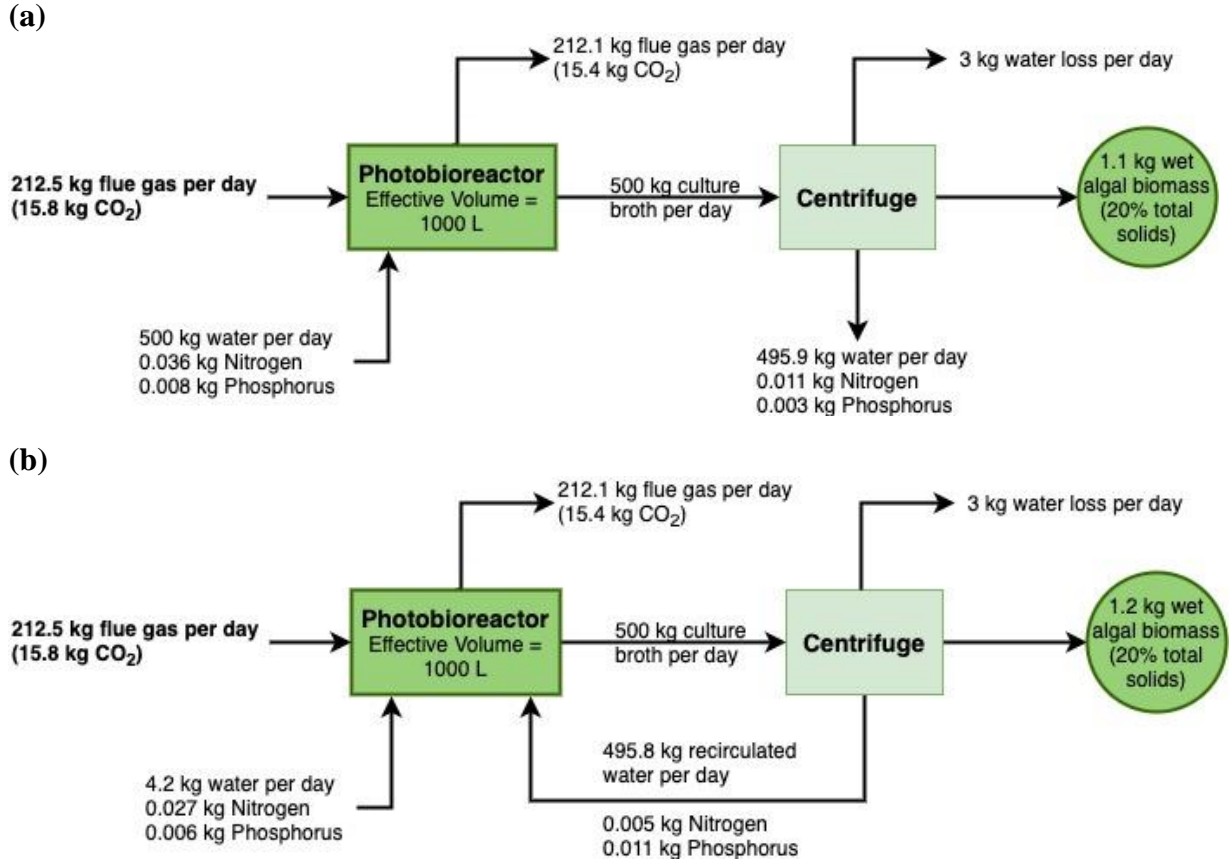 (a)
212.1 kg flue gas per day
(15.4 kg CO₂)
3 kg water loss per day
212.5 kg flue gas per day
(15.8 kg CO₂)
Photobioreactor
Effective Volume =
1000 L
500 kg culture
broth per day
Centrifuge
1.1 kg wet
algal biomass
(20% total
solids)
500 kg water per day
0.036 kg Nitrogen
0.008 kg Phosphorus
495.9 kg water per day
0.011 kg Nitrogen
0.003 kg Phosphorus
(b)
212.1 kg flue gas per day
(15.4 kg CO₂)
3 kg water loss per day
212.5 kg flue gas per day
(15.8 kg CO₂)
Photobioreactor
Effective Volume =
1000 L
500 kg culture
broth per day
Centrifuge
1.2 kg wet
algal biomass
(20% total
solids)
4.2 kg water per day
0.027 kg Nitrogen
0.006 kg Phosphorus
495.8 kg recirculated
water per day
0.005 kg Nitrogen
0.011 kg Phosphorus